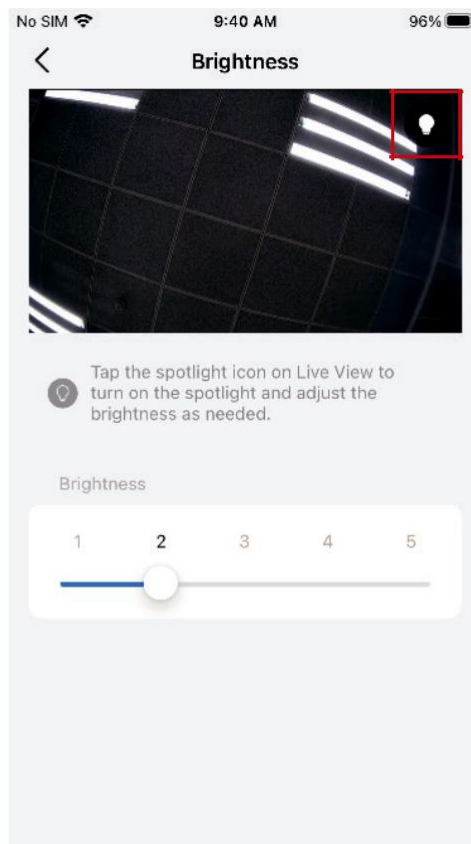 No SIM 9:40 AM 96%
Brightness
Tap the spotlight icon on Live View to
turn on the spotlight and adjust the
brightness as needed.
Brightness
1 2 3 4 5